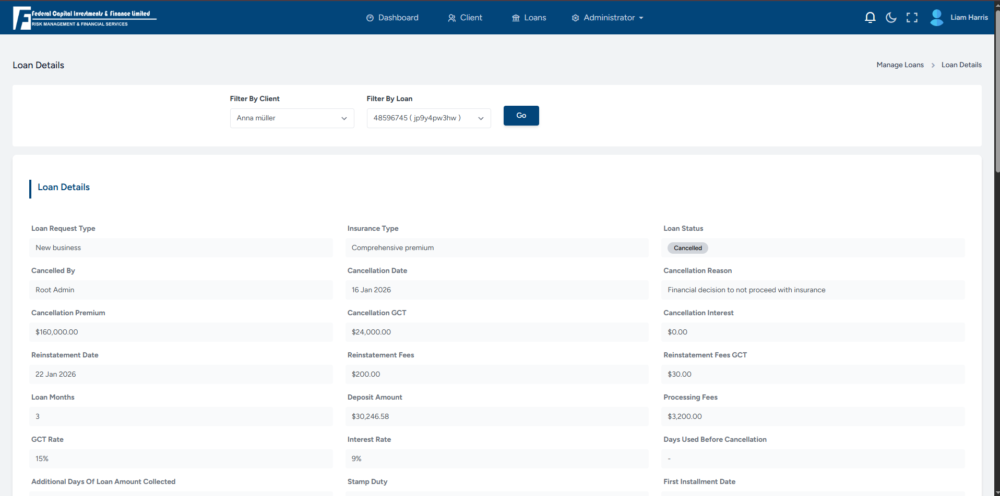 Federal Capital Investments & Finance Limited
RISK MANAGEMENT & FINANCIAL SERVICES
Dashboard Client Loans Administrator
Liam Harris
Loan Details
Manage Loans > Loan Details
Filter By Client Filter By Loan
Anna müller 48596745 ( jp9y4pw3hw ) Go
Loan Details
Loan Request Type Insurance Type Loan Status
New business Comprehensive premium Cancelled
Cancelled By Cancellation Date Cancellation Reason
Root Admin 16 Jan 2026 Financial decision to not proceed with insurance
Cancellation Premium Cancellation GCT Cancellation Interest
$160,000.00 $24,000.00 $0.00
Reinstatement Date Reinstatement Fees Reinstatement Fees GCT
22 Jan 2026 $200.00 $30.00
Loan Months Deposit Amount Processing Fees
3 $30,246.58 $3,200.00
GCT Rate Interest Rate Days Used Before Cancellation
15% 9% -
Additional Days Of Loan Amount Collected Stamp Duty First Installment Date